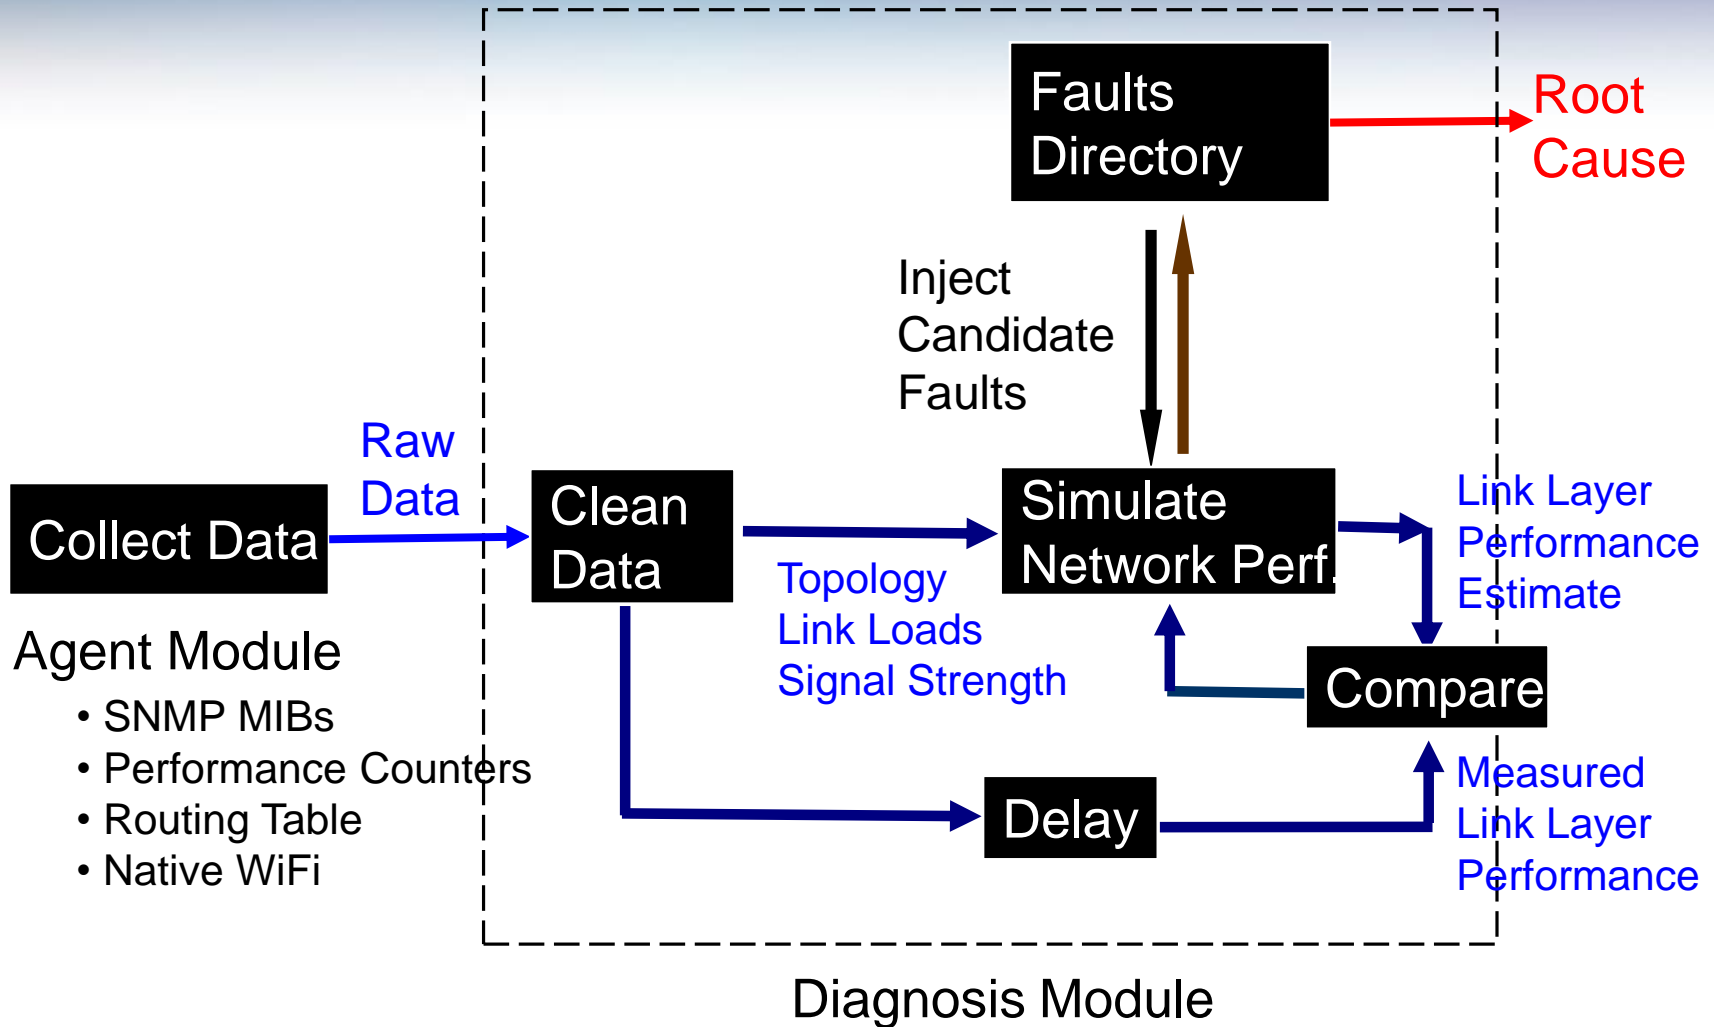 Faults
Directory
Root
Cause
Inject
Candidate
Faults
Raw
Data
Collect Data
Clean
Data
Simulate
Network Perf.
Link Layer
Performance
Estimate
Topology
Link Loads
Signal Strength
Agent Module
• SNMP MIBs
• Performance Counters
• Routing Table
• Native WiFi
Compare
Delay
Measured
Link Layer
Performance
Diagnosis Module